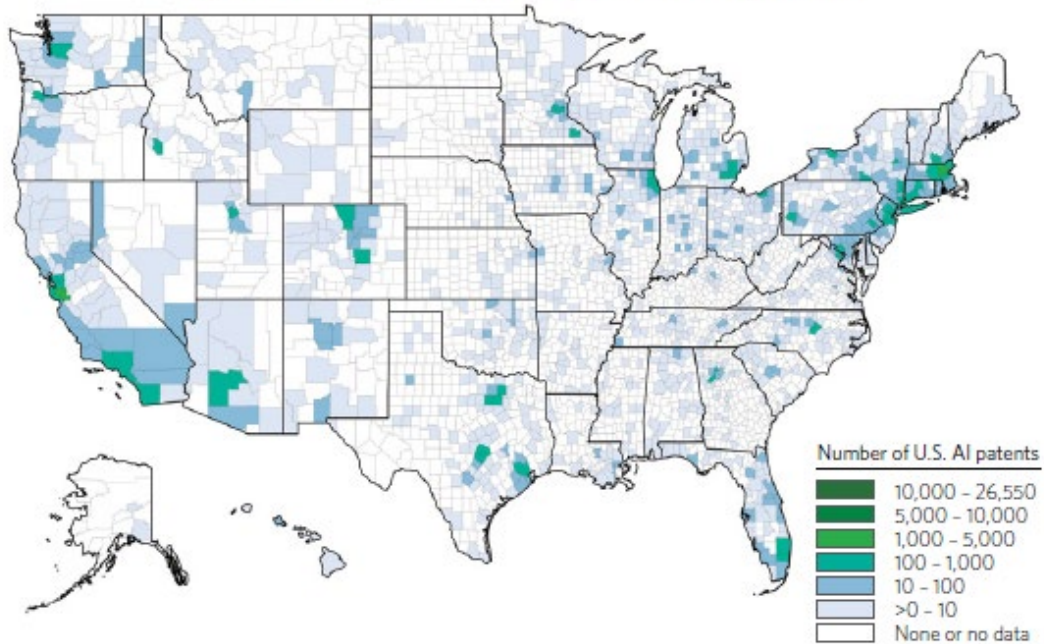 Number of U.S. AI patents
10,000 – 26,550
5,000 – 10,000
1,000 – 5,000
100 – 1,000
10 – 100
>0 – 10
None or no data